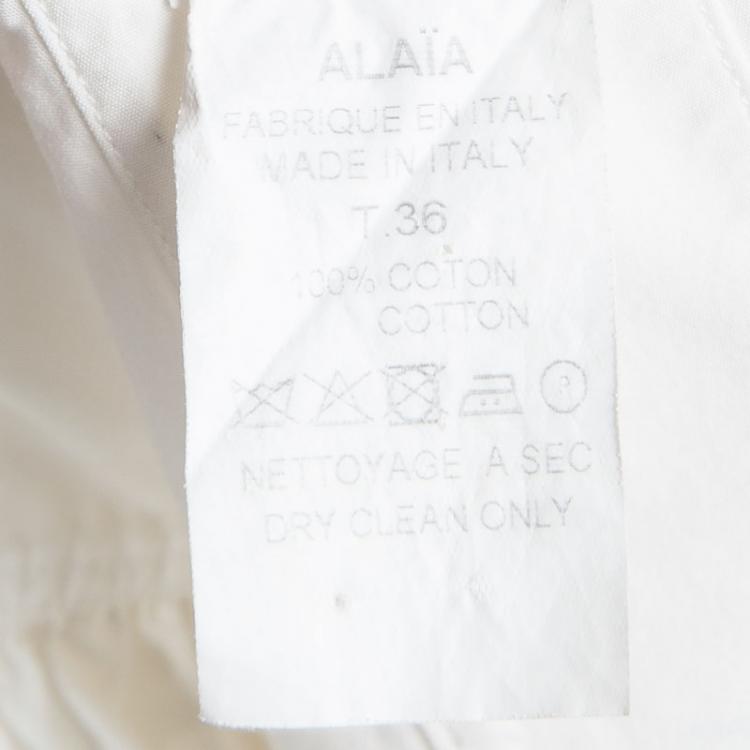 ALAÏA
FABRIQUE EN ITALY
MADE IN ITALY
T.36
100% COTON
COTTON
R
NETTOYAGE A SEC
DRY CLEAN ONLY